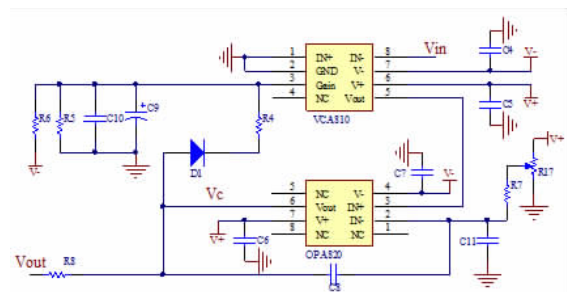 1 IN+ IN- 8 Vin
2 GND V- 7
3 Gain V+ 6
4 NC Vout 5
VCA810
C4 V-
C5 V+
R6 R5 C10 + C9 R4
V-
D1
Vc
5 NC V- 4
6 Vout IN+ 3
7 V+ IN- 2
8 NC NC 1
OPA820
C7 V-
V+ C6
R7 R17 V+
C11
Vout R8
C8